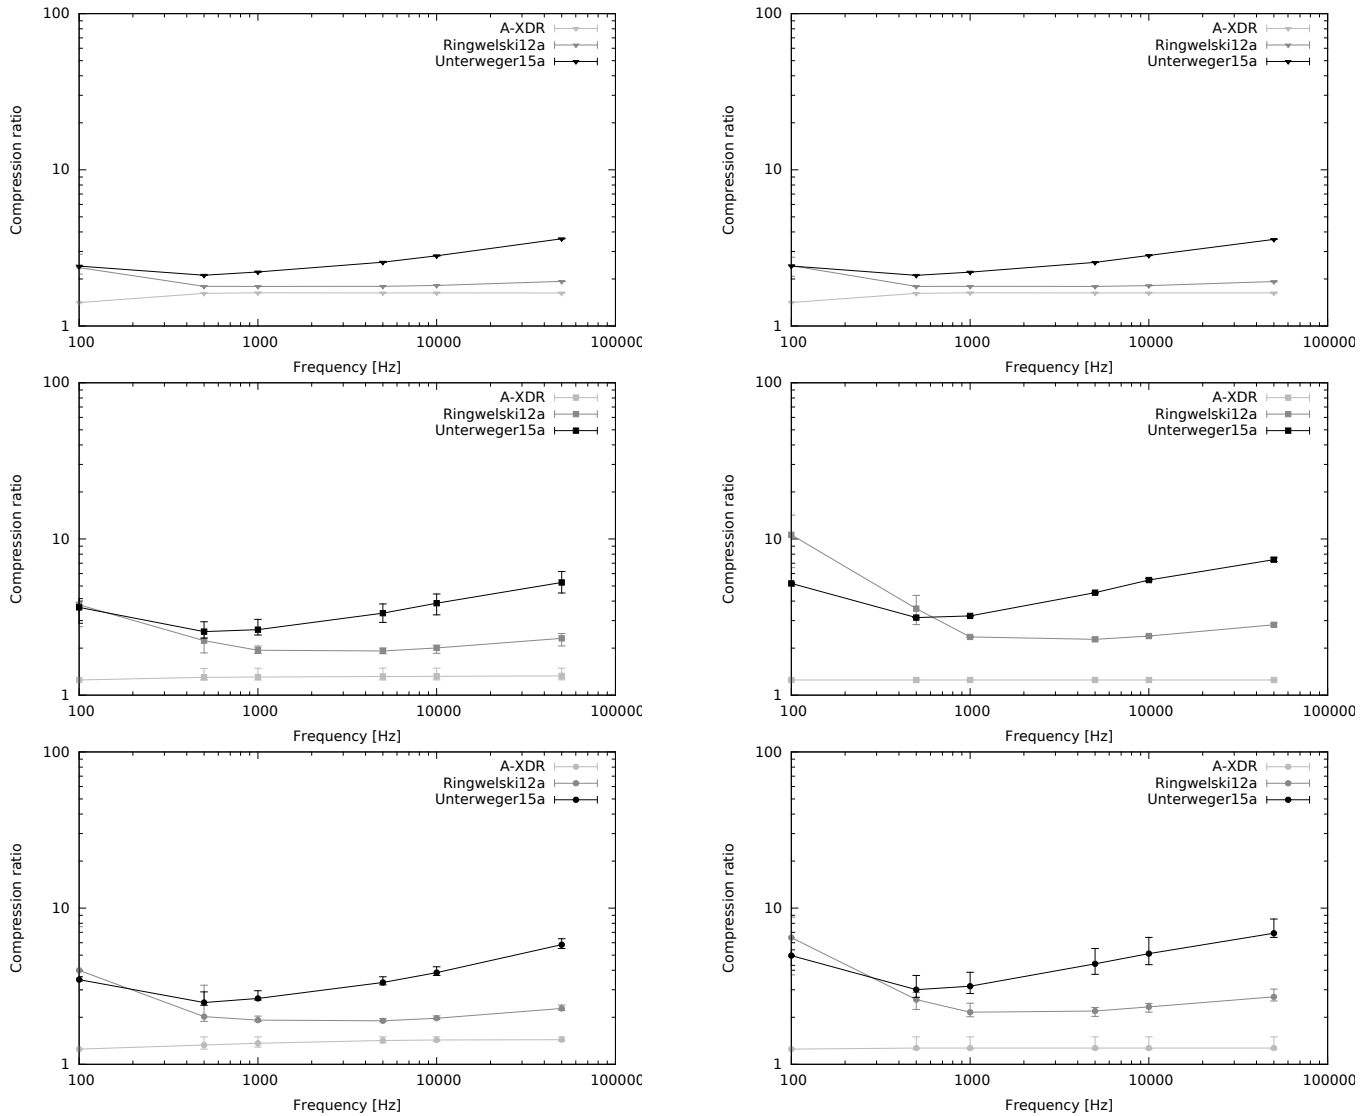 100
10
1
Compression ratio
A-XDR
Ringwelski12a
Unterweger15a
100
1000
10000
100000
Frequency [Hz]
100
10
1
Compression ratio
A-XDR
Ringwelski12a
Unterweger15a
100
1000
10000
100000
Frequency [Hz]
100
10
1
Compression ratio
A-XDR
Ringwelski12a
Unterweger15a
100
1000
10000
100000
Frequency [Hz]
100
10
1
Compression ratio
A-XDR
Ringwelski12a
Unterweger15a
100
1000
10000
100000
Frequency [Hz]
100
10
1
Compression ratio
A-XDR
Ringwelski12a
Unterweger15a
100
1000
10000
100000
Frequency [Hz]
100
10
1
Compression ratio
A-XDR
Ringwelski12a
Unterweger15a
100
1000
10000
100000
Frequency [Hz]